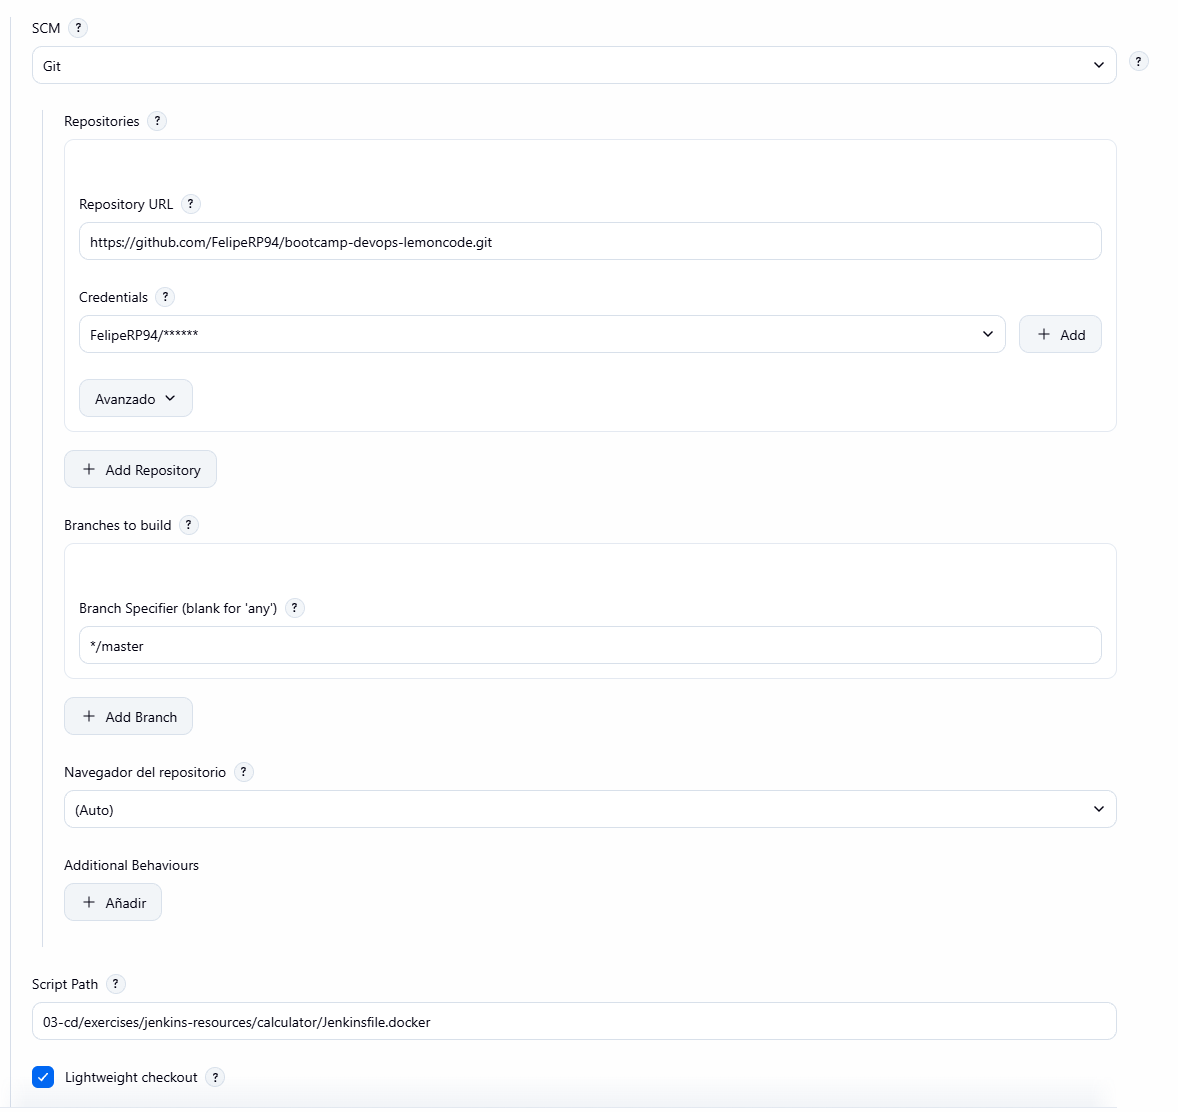 SCM ?
Git
?
Repositories ?
Repository URL ?
https://github.com/FelipeRP94/bootcamp-devops-lemoncode.git
Credentials ?
FelipeRP94/******
+ Add
Avanzado
+ Add Repository
Branches to build ?
Branch Specifier (blank for 'any') ?
*/master
+ Add Branch
Navegador del repositorio ?
(Auto)
Additional Behaviours
+ Añadir
Script Path ?
03-cd/exercises/jenkins-resources/calculator/Jenkinsfile.docker
Lightweight checkout ?